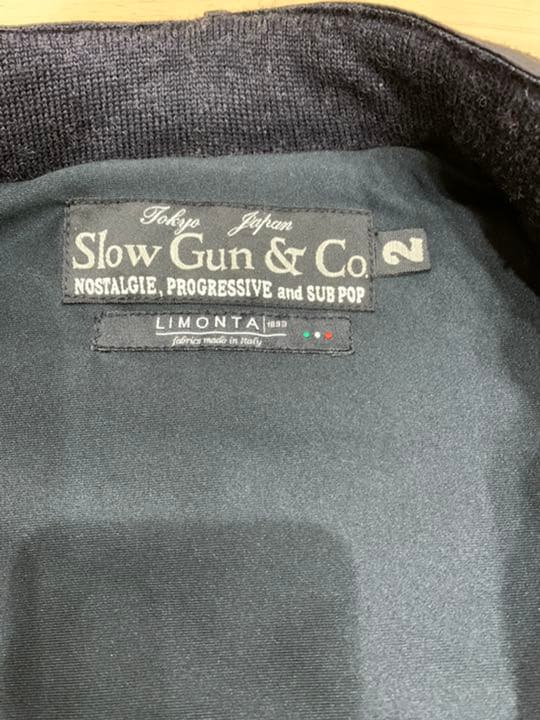 Tokyo Japan
Slow Gun & Co.
NOSTALGIE, PROGRESSIVE and SUB POP
2
LIMONTA 1893
fabrics made in Italy